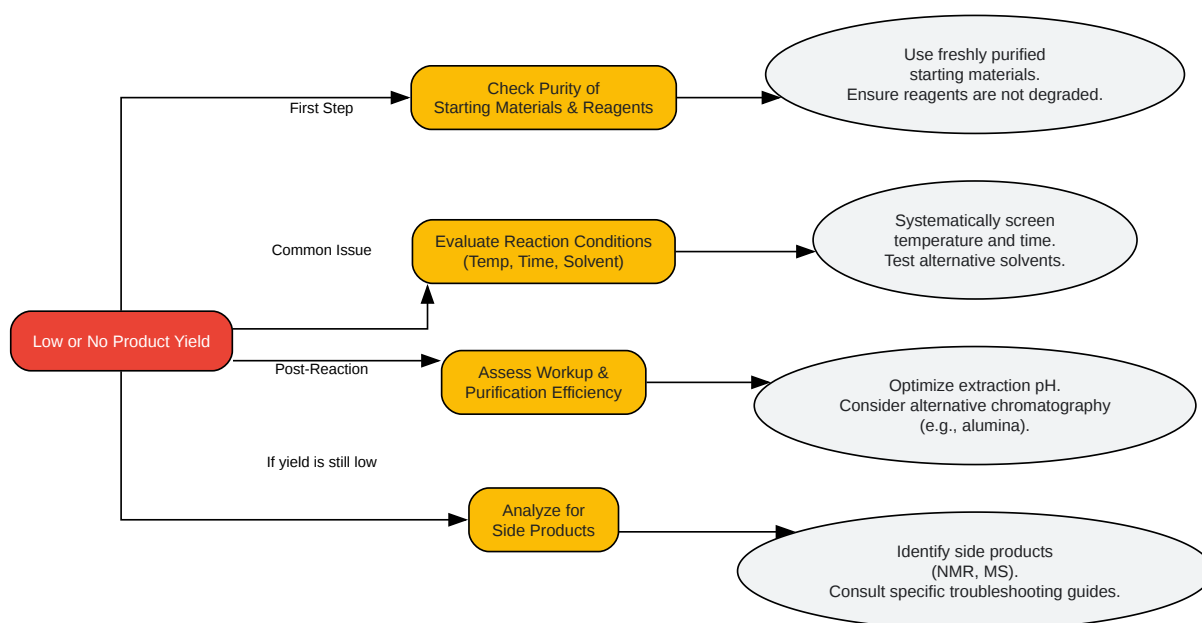 Use freshly purified
starting materials.
Ensure reagents are not degraded.
Check Purity of
Starting Materials & Reagents
First Step
Systematically screen
temperature and time.
Test alternative solvents.
Common Issue
Evaluate Reaction Conditions
(Temp, Time, Solvent)
Low or No Product Yield
Post-Reaction
Assess Workup &
Purification Efficiency
Optimize extraction pH.
Consider alternative chromatography
(e.g., alumina).
If yield is still low
Analyze for
Side Products
Identify side products
(NMR, MS).
Consult specific troubleshooting guides.